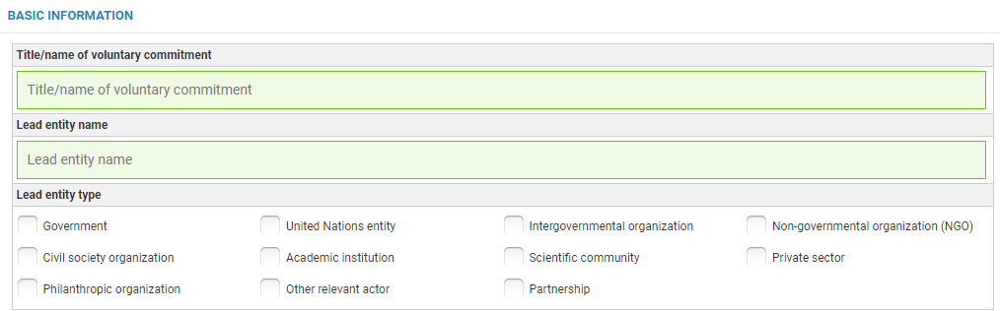 BASIC INFORMATION
Title/name of voluntary commitment
Title/name of voluntary commitment
Lead entity name
Lead entity name
Lead entity type
Government United Nations entity Intergovernmental organization Non-governmental organization (NGO)
Civil society organization Academic institution Scientific community Private sector
Philanthropic organization Other relevant actor Partnership